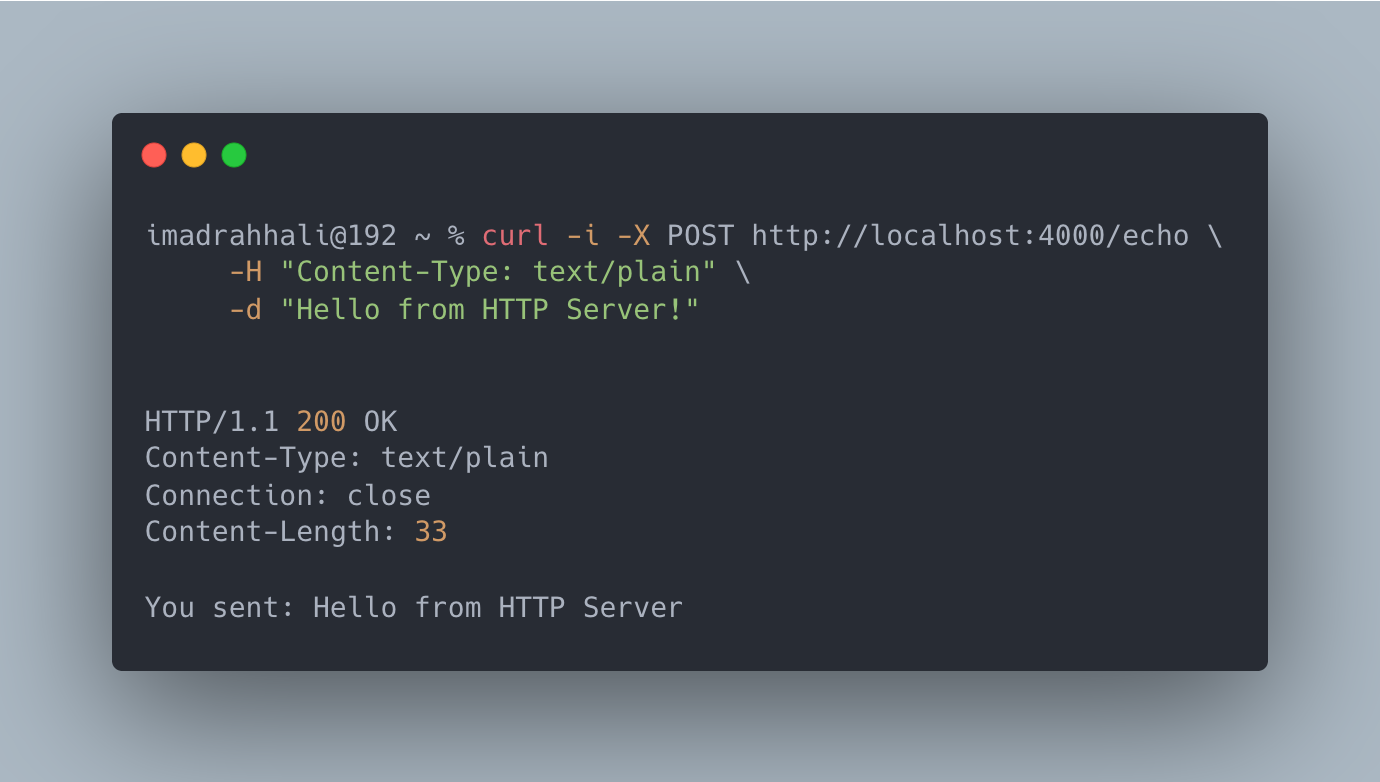 imadrahhali@192 ~ % curl -i -X POST http://localhost:4000/echo \
     -H "Content-Type: text/plain" \
     -d "Hello from HTTP Server!"
HTTP/1.1 200 OK
Content-Type: text/plain
Connection: close
Content-Length: 33
You sent: Hello from HTTP Server